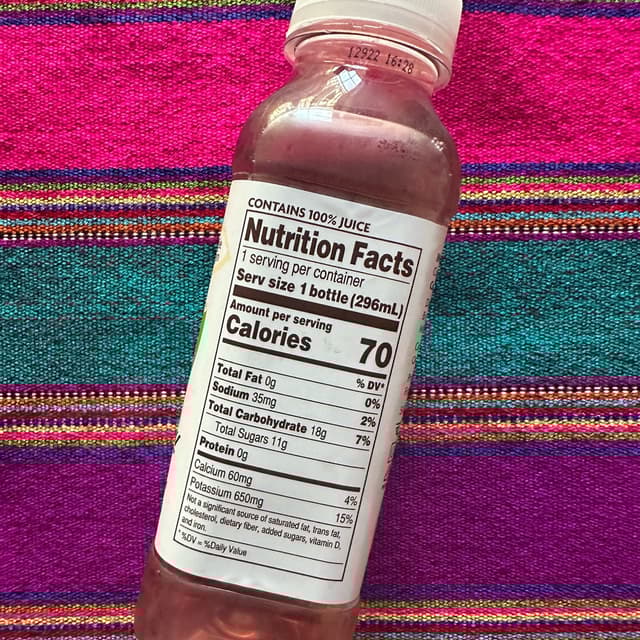 12922 16:28
CONTAINS 100% JUICE
Nutrition Facts
1 serving per container
Serv size 1 bottle (296mL)
Amount per serving
Calories 70
% DV*
Total Fat 0g 0%
Sodium 35mg 2%
Total Carbohydrate 18g 7%
Total Sugars 11g
Protein 0g
Calcium 60mg 4%
Potassium 650mg 15%
Not a significant source of saturated fat, trans fat,
cholesterol, dietary fiber, added sugars, vitamin D,
and iron.
*%DV = %Daily Value